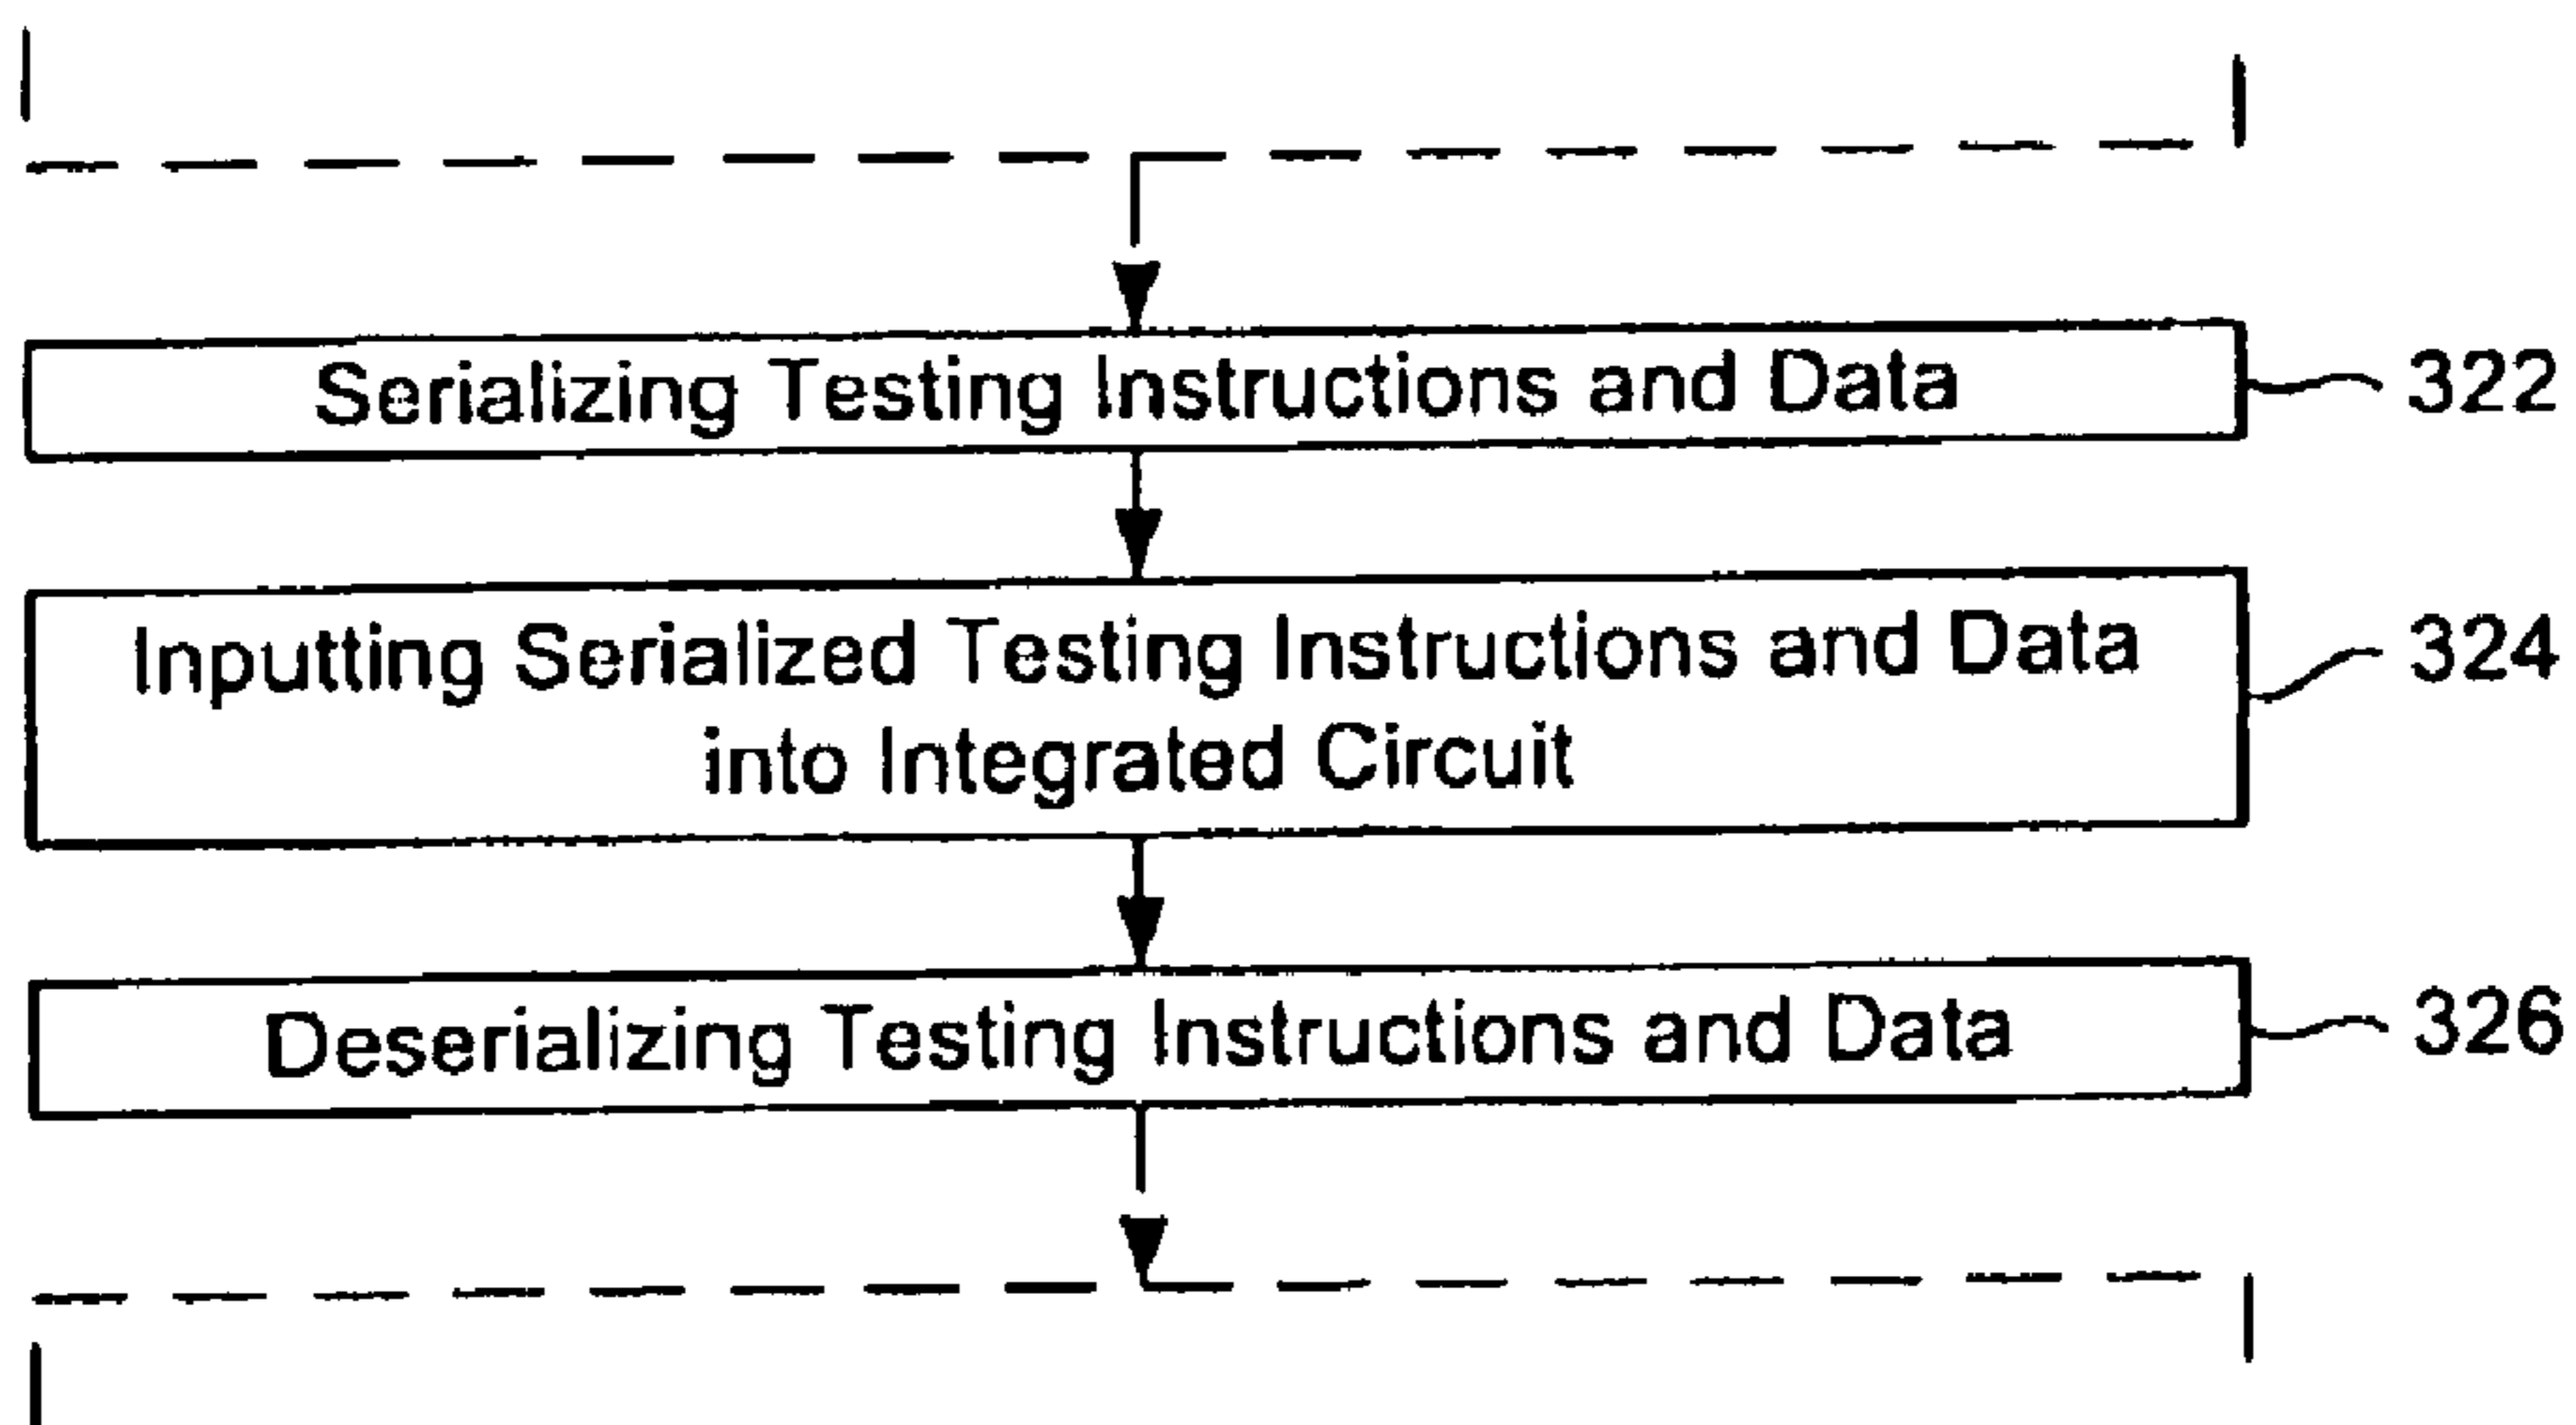 Serializing Testing Instructions and Data
322
Inputting Serialized Testing Instructions and Data
into Integrated Circuit
324
Deserializing Testing Instructions and Data
326